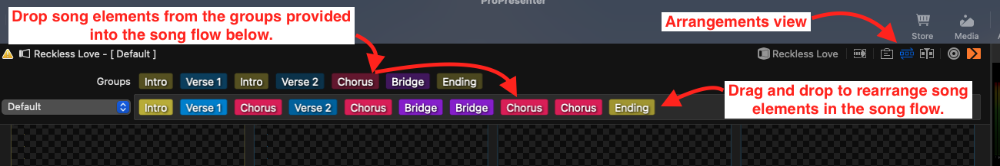 ProPresenter
Drop song elements from the groups provided
into the song flow below.
Arrangements view
Store
Media
Reckless Love - [ Default ]
Reckless Love
Groups
Intro
Verse 1
Intro
Verse 2
Chorus
Bridge
Ending
Default
Intro
Verse 1
Chorus
Verse 2
Chorus
Bridge
Bridge
Chorus
Chorus
Ending
Drag and drop to rearrange song
elements in the song flow.